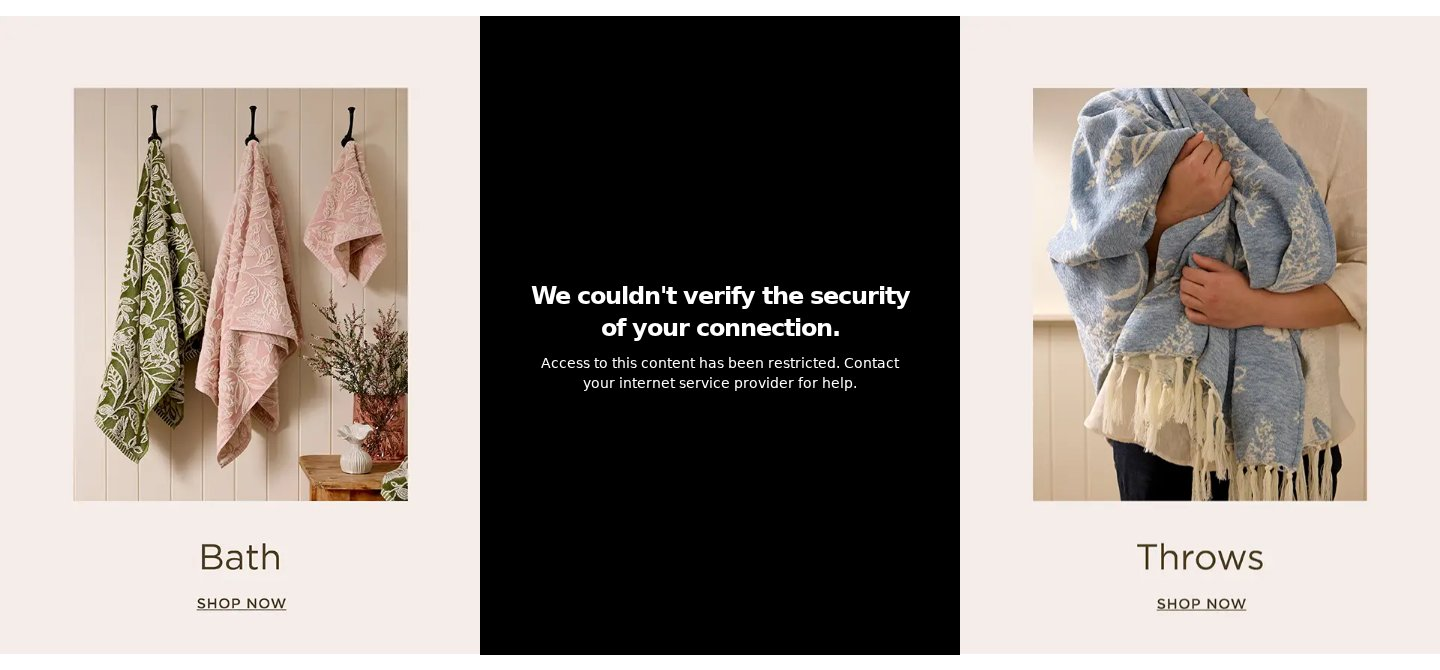 We couldn't verify the security
of your connection.
Access to this content has been restricted. Contact
your internet service provider for help.
Bath
SHOP NOW
Throws
SHOP NOW